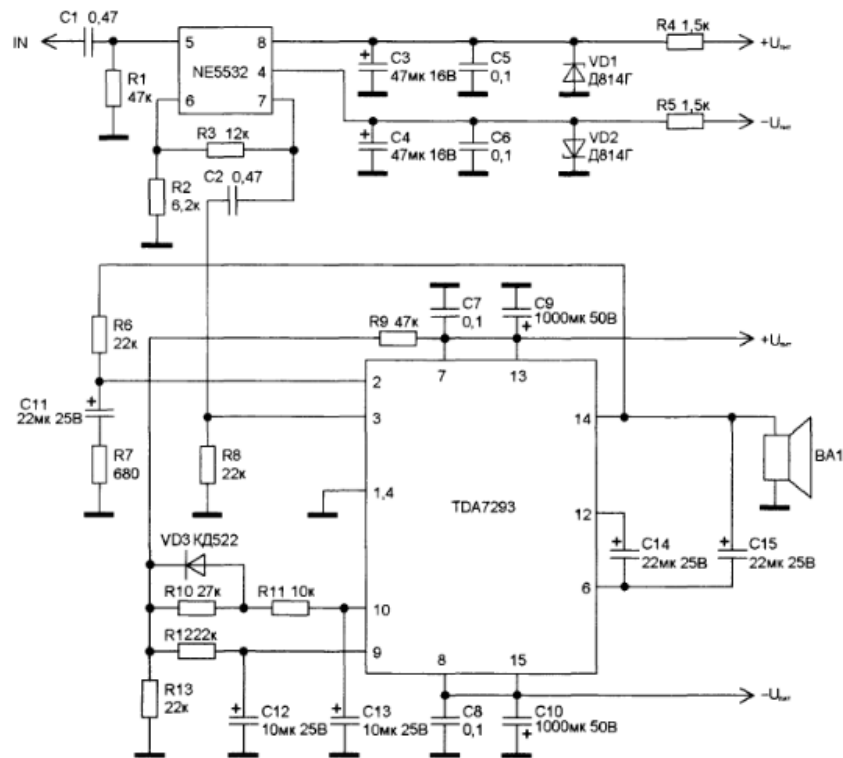 C1 0,47
IN
R1
47к
5
8
NE5532
4
6
7
R3 12к
R2
6,2к
C2 0,47
C3
47мк 16В
C5
0,1
VD1
Д814Г
R4 1,5к
+Uпит
C4
47мк 16В
C6
0,1
VD2
Д814Г
R5 1,5к
−Uпит
R6
22к
R9 47к
C7
0,1
C9
1000мк 50В
+Uпит
C11
22мк 25В
R7
680
R8
22к
7
13
2
3
1,4
TDA7293
14
12
6
10
9
8
15
BA1
C14
22мк 25В
C15
22мк 25В
VD3 КД522
R10 27к
R11 10к
R1222к
R13
22к
C12
10мк 25В
C13
10мк 25В
C8
0,1
C10
1000мк 50В
−Uпит